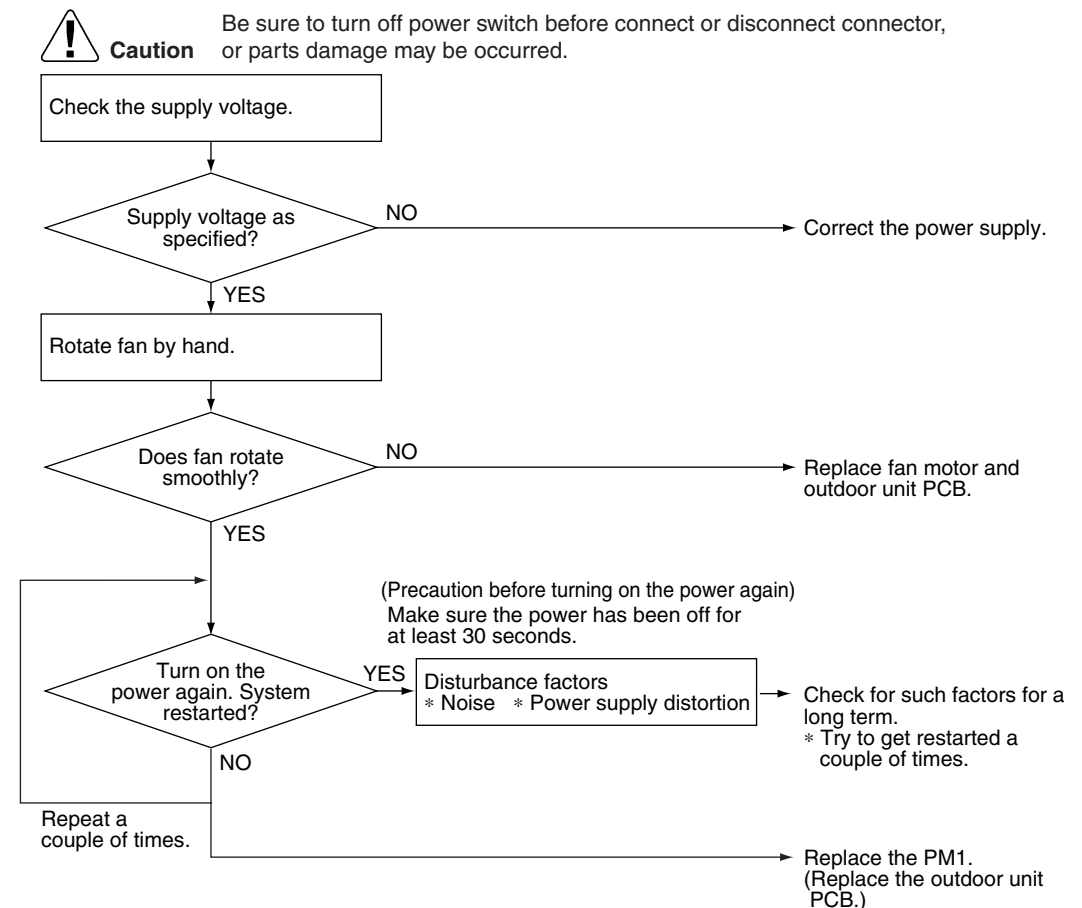 Be sure to turn off power switch before connect or disconnect connector,
Caution or parts damage may be occurred.
Check the supply voltage.
Supply voltage as
specified?
NO
Correct the power supply.
YES
Rotate fan by hand.
Does fan rotate
smoothly?
NO
Replace fan motor and
outdoor unit PCB.
YES
(Precaution before turning on the power again)
Make sure the power has been off for
at least 30 seconds.
Turn on the
power again. System
restarted?
YES
Disturbance factors
∗ Noise ∗ Power supply distortion
Check for such factors for a
long term.
∗ Try to get restarted a
couple of times.
NO
Repeat a
couple of times.
Replace the PM1.
(Replace the outdoor unit
PCB.)